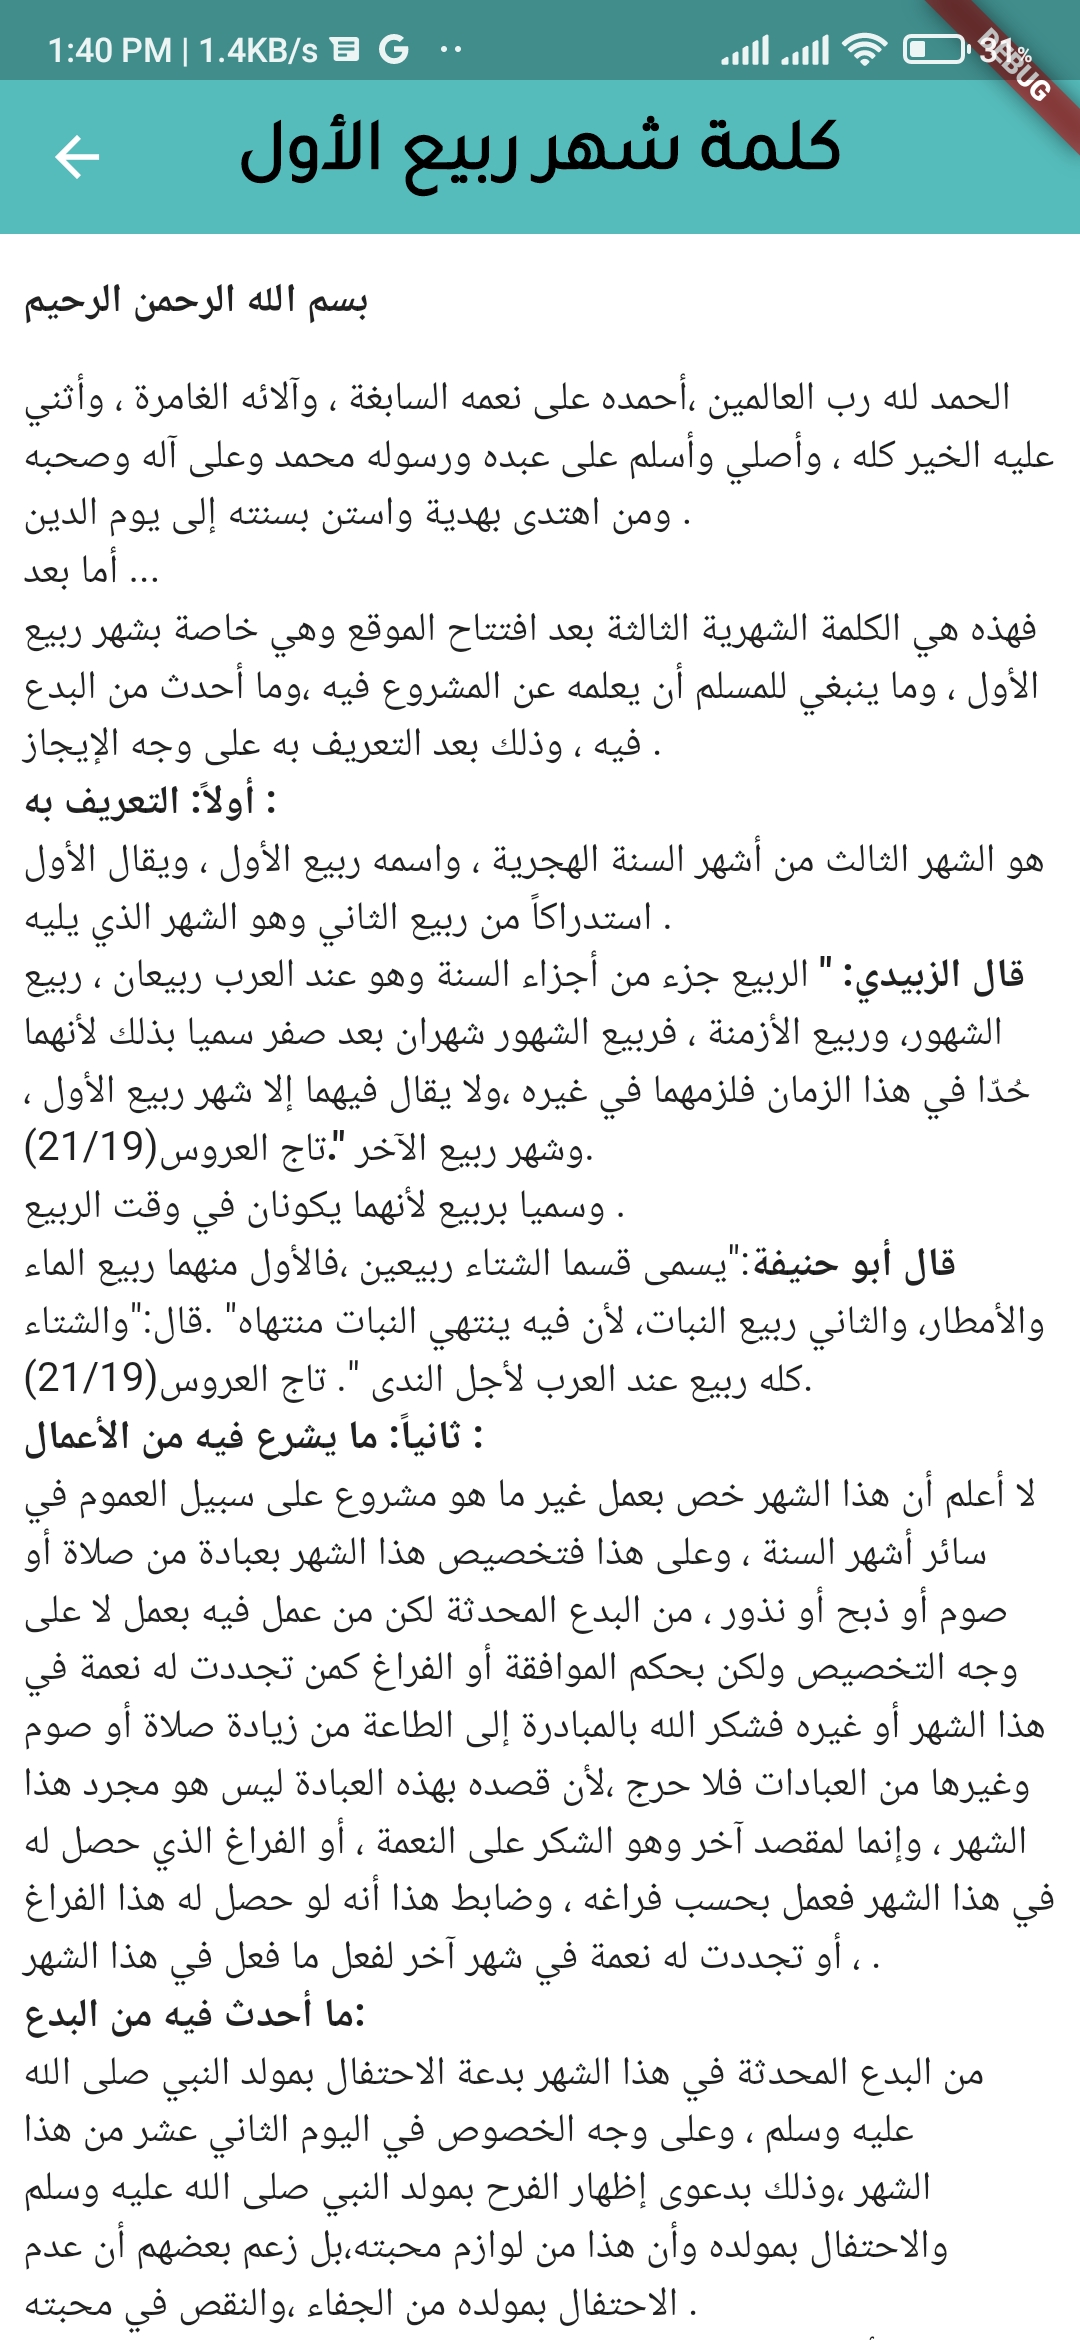 1:40 PM | 1.4KB/s
31%
DEBUG
كلمة شهر ربيع الأول
بسم الله الرحمن الرحيم
الحمد لله رب العالمين ،أحمده على نعمه السابغة ، وآلائه الغامرة ، وأثني
عليه الخير كله ، وأصلي وأسلم على عبده ورسوله محمد وعلى آله وصحبه
ومن اهتدى بهدية واستن بسنته إلى يوم الدين .
أما بعد ...
فهذه هي الكلمة الشهرية الثالثة بعد افتتاح الموقع وهي خاصة بشهر ربيع
الأول ، وما ينبغي للمسلم أن يعلمه عن المشروع فيه ،وما أحدث من البدع
فيه ، وذلك بعد التعريف به على وجه الإيجاز .
أولاً: التعريف به :
هو الشهر الثالث من أشهر السنة الهجرية ، واسمه ربيع الأول ، ويقال الأول
استدراكاً من ربيع الثاني وهو الشهر الذي يليه .
قال الزبيدي: " الربيع جزء من أجزاء السنة وهو عند العرب ربيعان ، ربيع
الشهور، وربيع الأزمنة ، فربيع الشهور شهران بعد صفر سميا بذلك لأنهما
حُدّا في هذا الزمان فلزمهما في غيره ،ولا يقال فيهما إلا شهر ربيع الأول ،
وشهر ربيع الآخر ".تاج العروس(21/19).
وسميا بربيع لأنهما يكونان في وقت الربيع .
قال أبو حنيفة:"يسمى قسما الشتاء ربيعين ،فالأول منهما ربيع الماء
والأمطار، والثاني ربيع النبات، لأن فيه ينتهي النبات منتهاه" .قال:"والشتاء
كله ربيع عند العرب لأجل الندى ". تاج العروس(21/19).
ثانياً: ما يشرع فيه من الأعمال :
لا أعلم أن هذا الشهر خص بعمل غير ما هو مشروع على سبيل العموم في
سائر أشهر السنة ، وعلى هذا فتخصيص هذا الشهر بعبادة من صلاة أو
صوم أو ذبح أو نذور ، من البدع المحدثة لكن من عمل فيه بعمل لا على
وجه التخصيص ولكن بحكم الموافقة أو الفراغ كمن تجددت له نعمة في
هذا الشهر أو غيره فشكر الله بالمبادرة إلى الطاعة من زيادة صلاة أو صوم
وغيرها من العبادات فلا حرج ،لأن قصده بهذه العبادة ليس هو مجرد هذا
الشهر ، وإنما لمقصد آخر وهو الشكر على النعمة ، أو الفراغ الذي حصل له
في هذا الشهر فعمل بحسب فراغه ، وضابط هذا أنه لو حصل له هذا الفراغ
، أو تجددت له نعمة في شهر آخر لفعل ما فعل في هذا الشهر .
ما أحدث فيه من البدع:
من البدع المحدثة في هذا الشهر بدعة الاحتفال بمولد النبي صلى الله
عليه وسلم ، وعلى وجه الخصوص في اليوم الثاني عشر من هذا
الشهر ،وذلك بدعوى إظهار الفرح بمولد النبي صلى الله عليه وسلم
والاحتفال بمولده وأن هذا من لوازم محبته،بل زعم بعضهم أن عدم
الاحتفال بمولده من الجفاء ،والنقص في محبته .